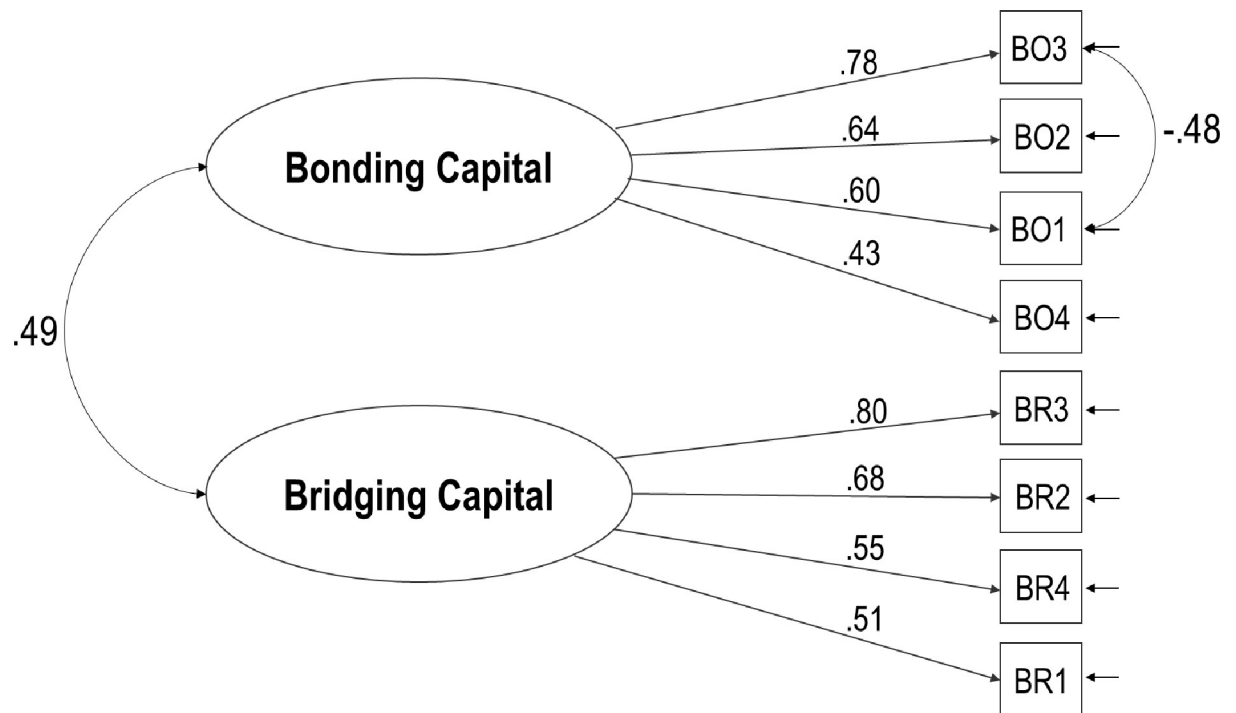 BO3
.78
BO2
.64
-.48
Bonding Capital
.60
BO1
.43
BO4
.49
BR3
.80
.68
Bridging Capital
BR2
.55
BR4
.51
BR1